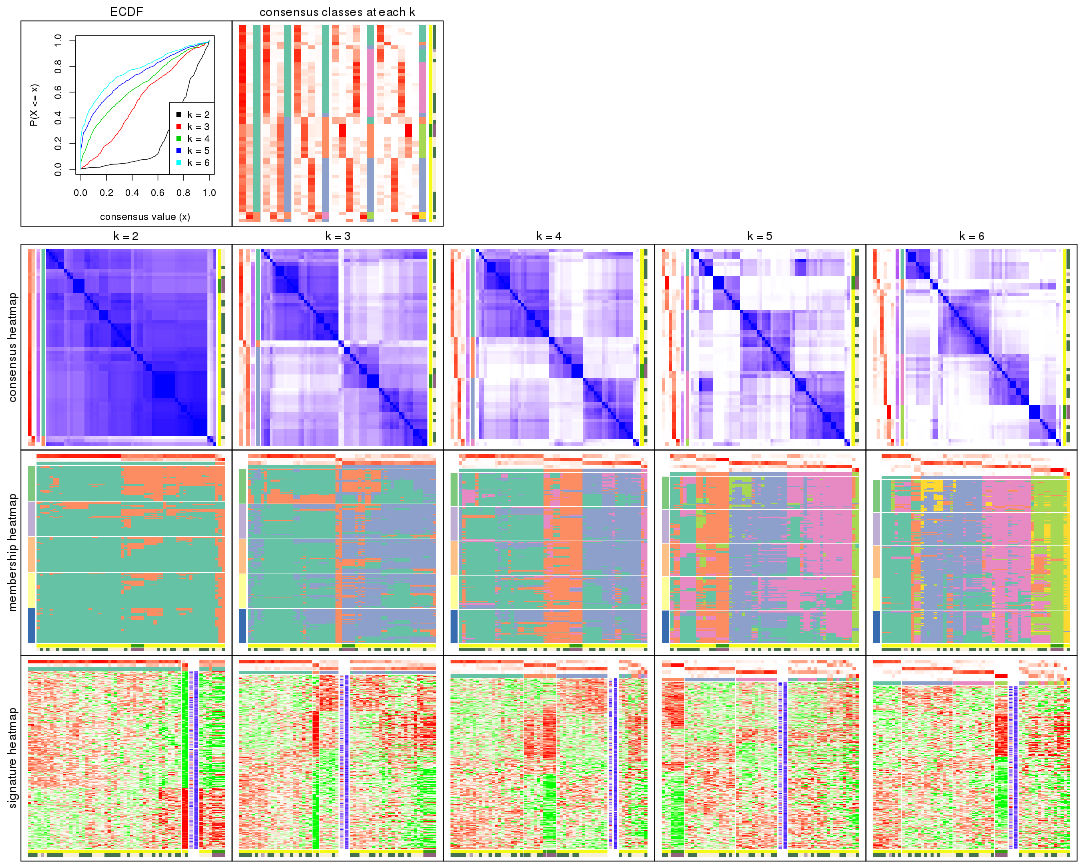 ECDF
consensus classes at each k
P(X <= x)
0.0 0.2 0.4 0.6 0.8 1.0
k = 2
k = 3
k = 4
k = 5
k = 6
0.0 0.2 0.4 0.6 0.8 1.0
consensus value (x)
k = 2
k = 3
k = 4
k = 5
k = 6
consensus heatmap
membership heatmap
signature heatmap